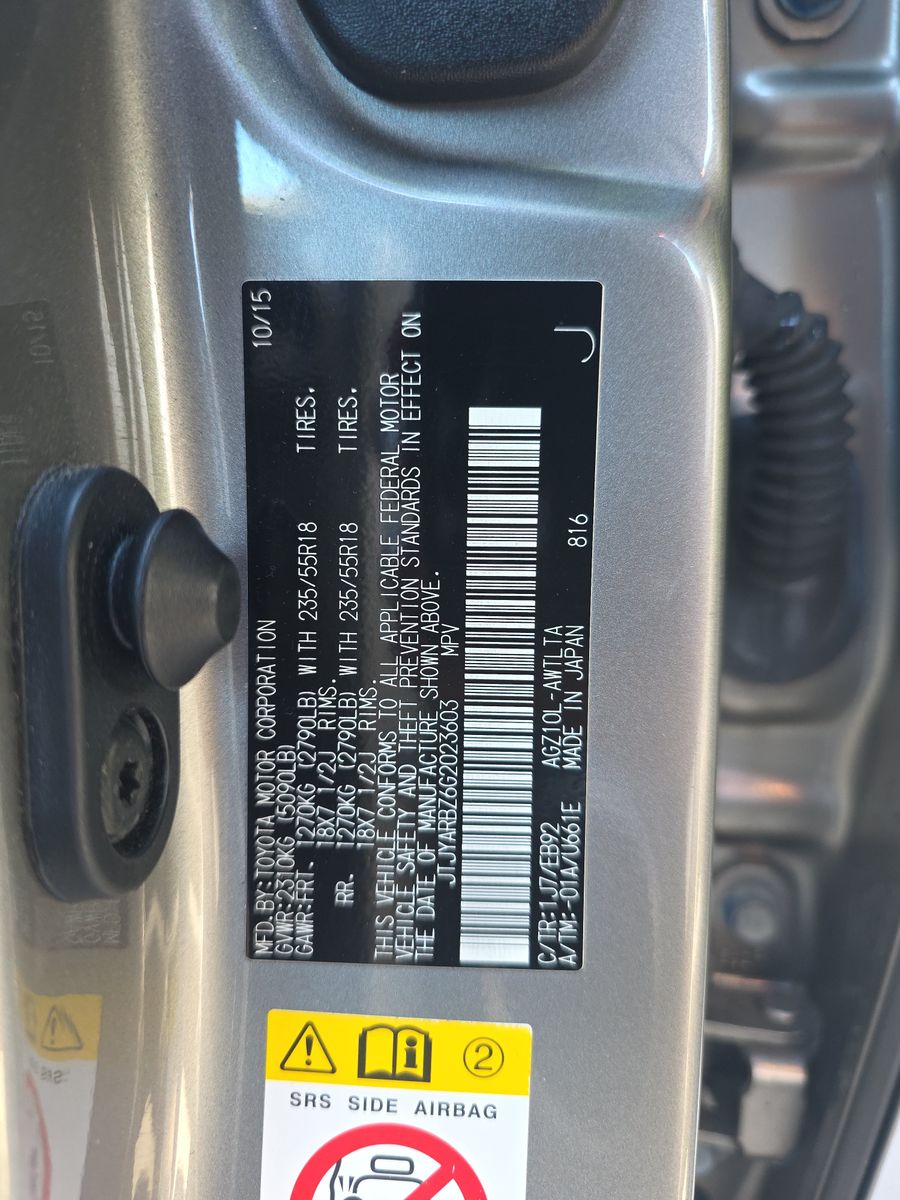 MFD.BY:TOYOTA MOTOR CORPORATION 10/15
GVWR:2310KG (5090LB)
GAWR:FRT- 1270KG (2790LB) WITH 235/55R18 TIRES.
18X7 1/2J RIMS.
RR- 1270KG (2790LB) WITH 235/55R18 TIRES.
18X7 1/2J RIMS.
THIS VEHICLE CONFORMS TO ALL APPLICABLE FEDERAL MOTOR
VEHICLE SAFETY AND THEFT PREVENTION STANDARDS IN EFFECT ON
THE DATE OF MANUFACTURE SHOWN ABOVE.
JTJYARBZ6G2023603 MPV
C/TR:1J7/EB92 AGZ10L-AWTLTA
A/TM:-01A/U661E MADE IN JAPAN 816
J
2
SRS SIDE AIRBAG